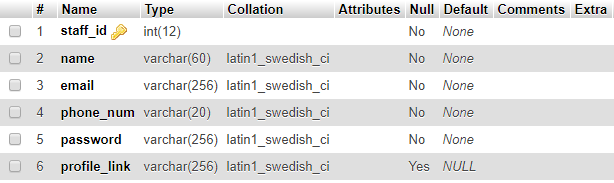 # Name Type Collation Attributes Null Default Comments Extra
1 staff_id int(12) No None
2 name varchar(60) latin1_swedish_ci No None
3 email varchar(256) latin1_swedish_ci No None
4 phone_num varchar(20) latin1_swedish_ci No None
5 password varchar(256) latin1_swedish_ci No None
6 profile_link varchar(256) latin1_swedish_ci Yes NULL